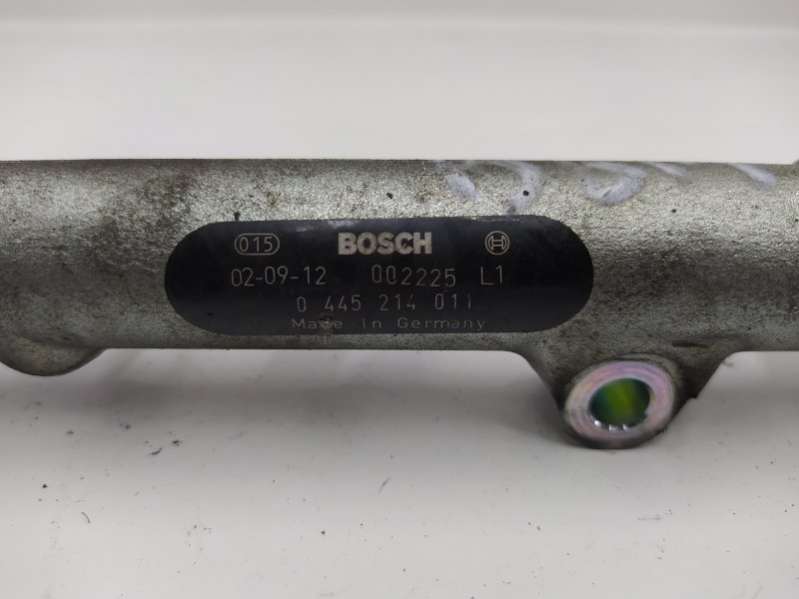 015 BOSCH
02-09-12 002225 L1
0 445 214 011
Made in Germany